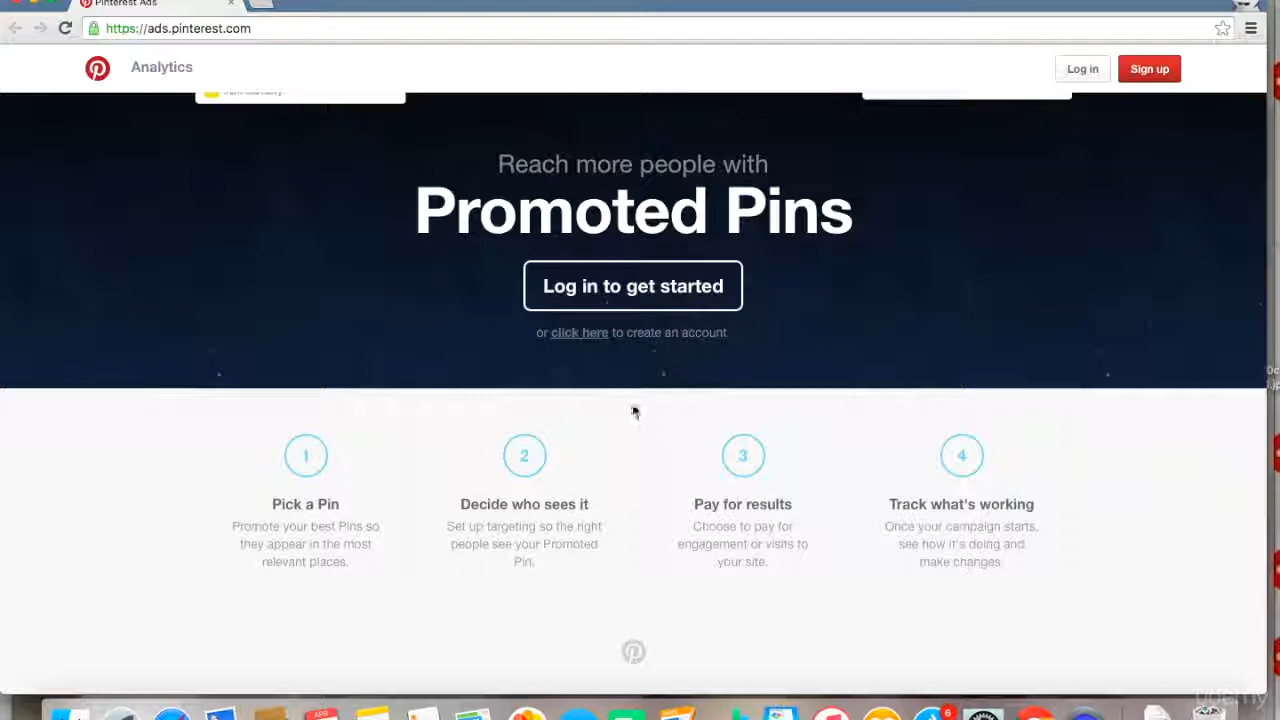 Pinterest Ads
https://ads.pinterest.com
Analytics
Log in
Sign up
Reach more people with
Promoted Pins
Log in to get started
or click here to create an account
1
2
3
4
Pick a Pin
Promote your best Pins so
they appear in the most
relevant places.
Decide who sees it
Set up targeting so the right
people see your Promoted
Pin.
Pay for results
Choose to pay for
engagement or visits to
your site.
Track what's working
Once your campaign starts,
see how it's doing and
make changes.
APR
6
udemy